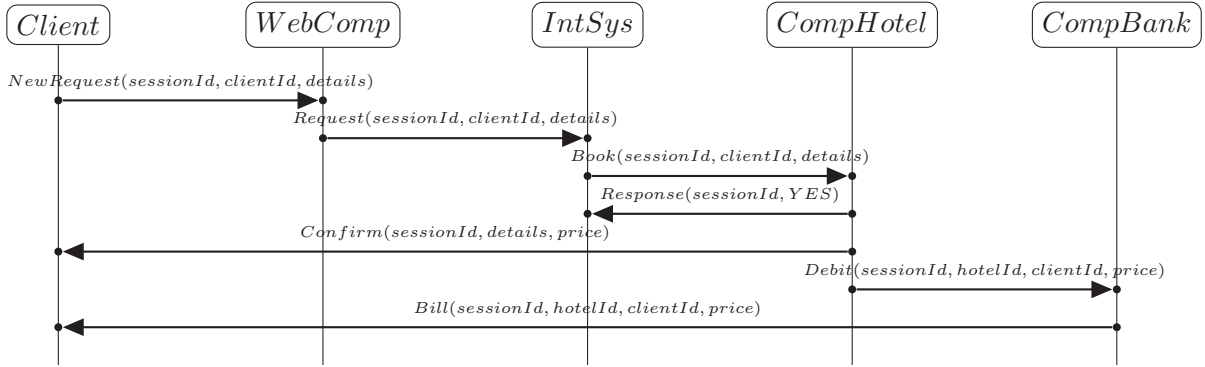 Client WebComp IntSys CompHotel CompBank
NewRequest(sessionId, clientId, details)
Request(sessionId, clientId, details)
Book(sessionId, clientId, details)
Response(sessionId, YES)
Confirm(sessionId, details, price)
Debit(sessionId, hotelId, clientId, price)
Bill(sessionId, hotelId, clientId, price)